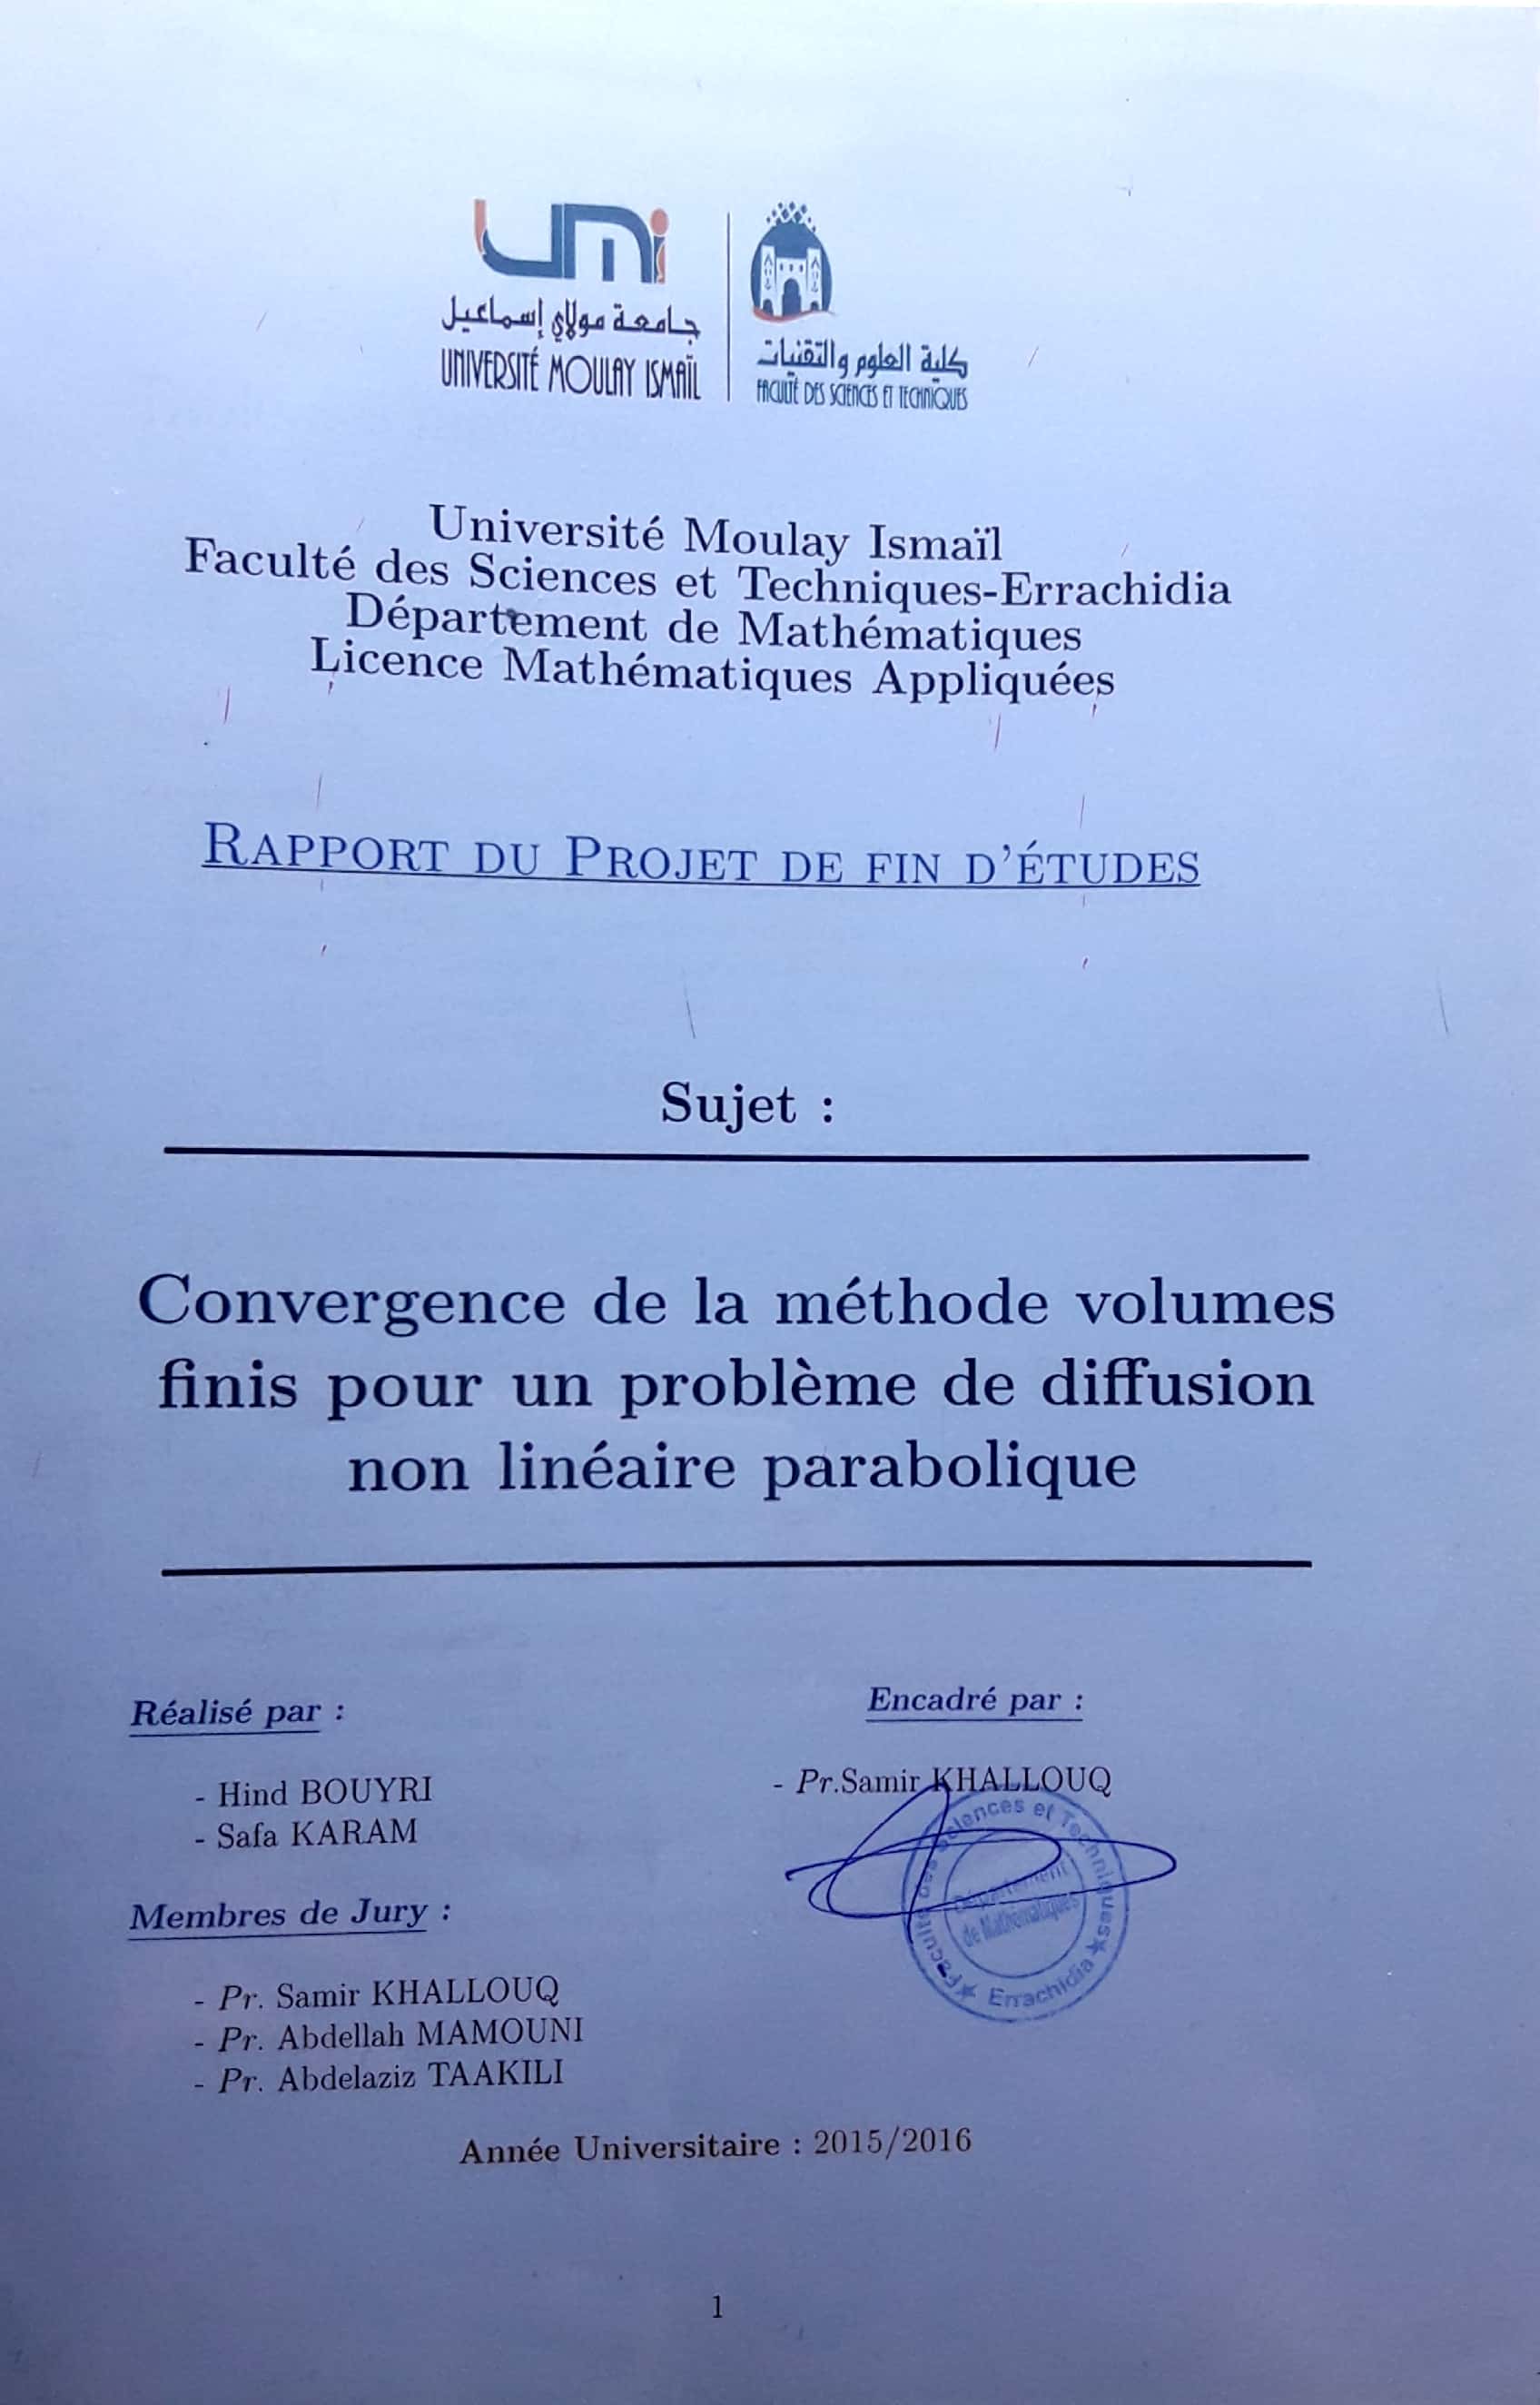 umi
جامعة مولاي إسماعيل
UNIVERSITÉ MOULAY ISMAÏL
كلية العلوم والتقنيات
FACULTÉ DES SCIENCES ET TECHNIQUES
Université Moulay Ismaïl
Faculté des Sciences et Techniques-Errachidia
Département de Mathématiques
Licence Mathématiques Appliquées
RAPPORT DU PROJET DE FIN D'ÉTUDES
Sujet :
Convergence de la méthode volumes
finis pour un problème de diffusion
non linéaire parabolique
Réalisé par :
- Hind BOUYRI
- Safa KARAM
Encadré par :
- Pr.Samir KHALLOUQ
Faculté des Sciences et Techniques
Errachidia
Département
de Mathématiques
Membres de Jury :
- Pr. Samir KHALLOUQ
- Pr. Abdellah MAMOUNI
- Pr. Abdelaziz TAAKILI
Année Universitaire : 2015/2016
1